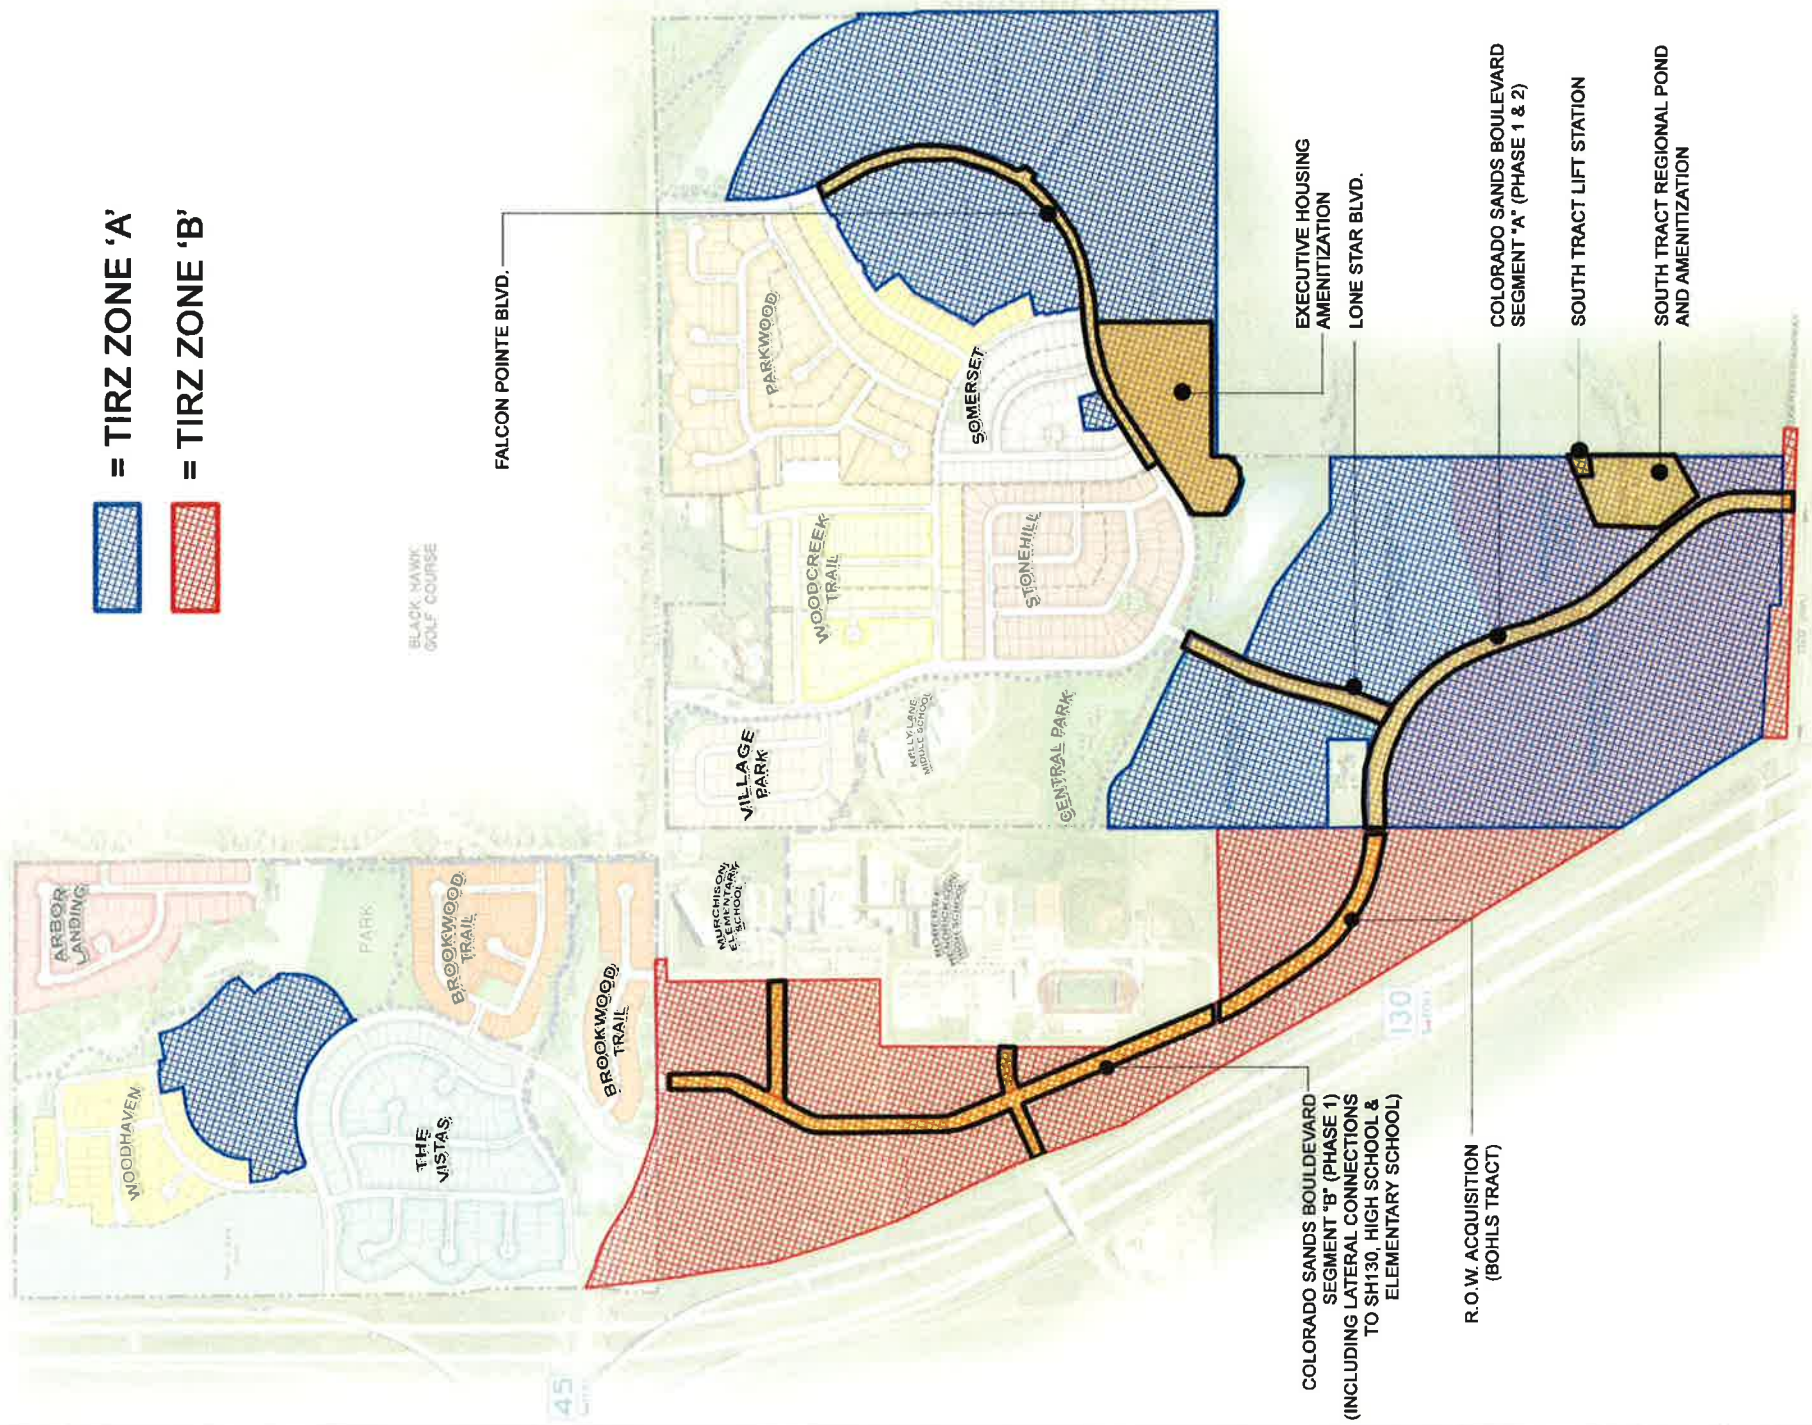 = TIRZ ZONE 'A'
= TIRZ ZONE 'B'
BLACK HAWK
GOLF COURSE
FALCON POINTE BLVD.
PARKWOOD
SOMERSET
WOODCREEK
TRAIL
STONEHILL
VILLAGE
PARK
KELLY LANE
MIDDLE SCHOOL
CENTRAL PARK
EXECUTIVE HOUSING
AMENITIZATION
LONE STAR BLVD.
COLORADO SANDS BOULEVARD
SEGMENT "A" (PHASE 1 & 2)
SOUTH TRACT LIFT STATION
SOUTH TRACT REGIONAL POND
AND AMENITIZATION
ARBOR
LANDING
PARK
BROOKWOOD
TRAIL
BROOKWOOD
TRAIL
MURCHISON
ELEMENTARY
SCHOOL
HIGH SCHOOL
WOODHAVEN
THE
VISTAS
45
130
COLORADO SANDS BOULDEVARD
SEGMENT "B" (PHASE 1)
(INCLUDING LATERAL CONNECTIONS
TO SH130, HIGH SCHOOL &
ELEMENTARY SCHOOL)
R.O.W. ACQUISITION
(BOHLS TRACT)